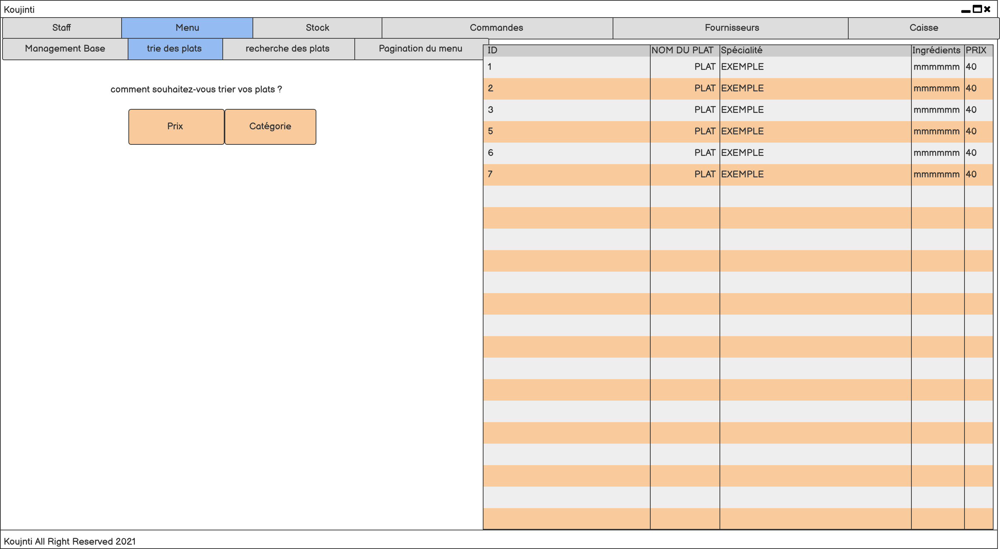 Koujinti
Staff Menu Stock Commandes Fournisseurs Caisse
Management Base trie des plats recherche des plats Pagination du menu
comment souhaitez-vous trier vos plats ?
Prix Catégorie
ID NOM DU PLAT Spécialité Ingrédients PRIX
1 PLAT EXEMPLE mmmmmm 40
2 PLAT EXEMPLE mmmmmm 40
3 PLAT EXEMPLE mmmmmm 40
5 PLAT EXEMPLE mmmmmm 40
6 PLAT EXEMPLE mmmmmm 40
7 PLAT EXEMPLE mmmmmm 40
Koujnti All Right Reserved 2021